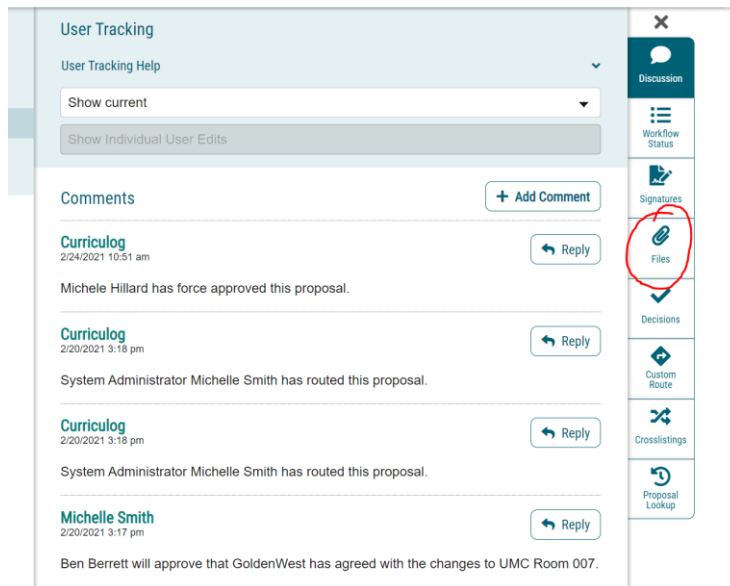 User Tracking
User Tracking Help
Show current
Show Individual User Edits
Comments
+ Add Comment
Curriculog
2/24/2021 10:51 am
Reply
Michele Hillard has force approved this proposal.
Curriculog
2/20/2021 3:18 pm
Reply
System Administrator Michelle Smith has routed this proposal.
Curriculog
2/20/2021 3:18 pm
Reply
System Administrator Michelle Smith has routed this proposal.
Michelle Smith
2/20/2021 3:17 pm
Reply
Ben Berrett will approve that GoldenWest has agreed with the changes to UMC Room 007.
Discussion
Workflow
Status
Signatures
Files
Decisions
Custom
Route
Crosslistings
Proposal
Lookup